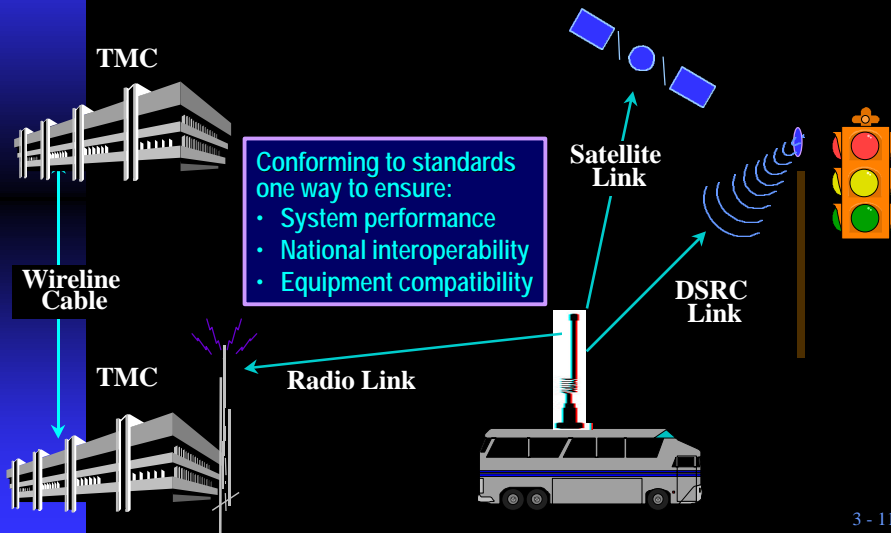 TMC
Conforming to standards
one way to ensure:
• System performance
• National interoperability
• Equipment compatibility
Satellite
Link
Wireline
Cable
DSRC
Link
TMC
Radio Link
3 - 11